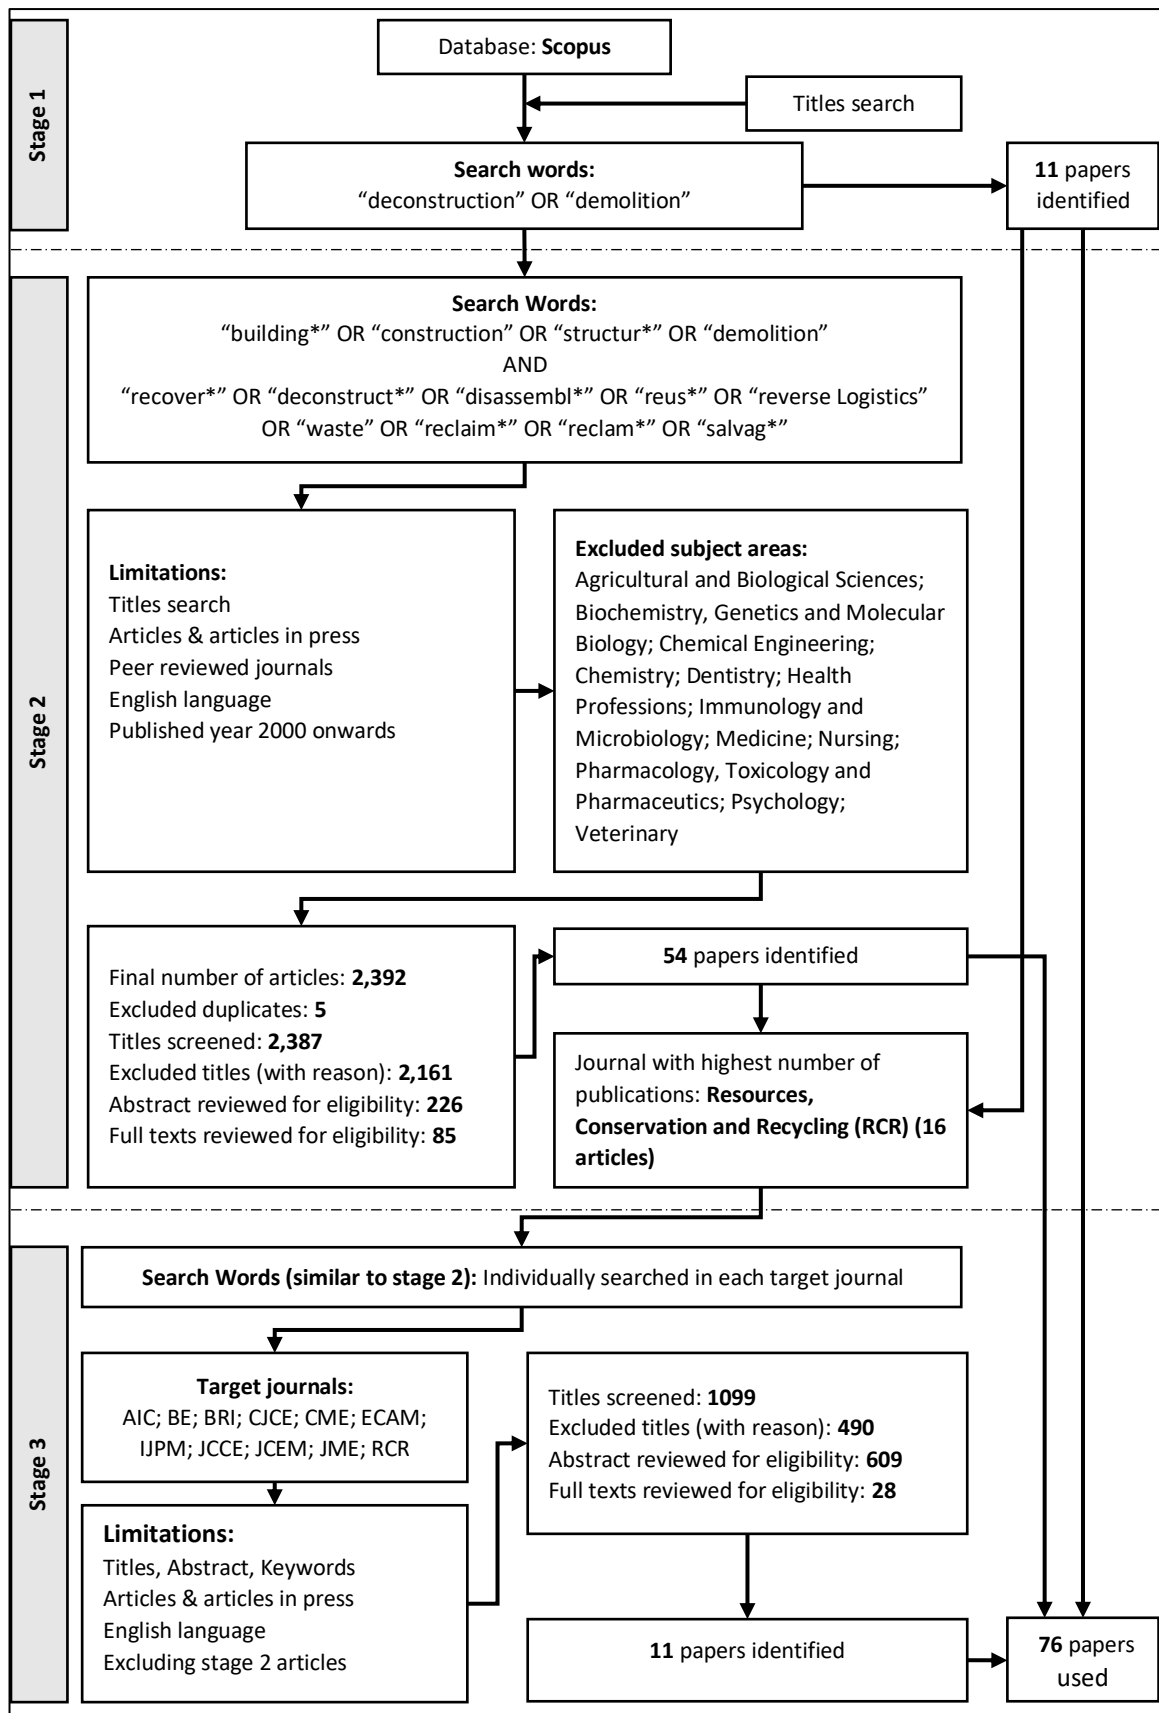 Stage 1
Database: Scopus
Titles search
Search words:
“deconstruction” OR “demolition”
11 papers
identified
Stage 2
Search Words:
“building*” OR “construction” OR “structur*” OR “demolition”
AND
“recover*” OR “deconstruct*” OR “disassembl*” OR “reus*” OR “reverse Logistics”
OR “waste” OR “reclaim*” OR “reclam*” OR “salvag*”
Limitations:
Titles search
Articles & articles in press
Peer reviewed journals
English language
Published year 2000 onwards
Excluded subject areas:
Agricultural and Biological Sciences;
Biochemistry, Genetics and Molecular
Biology; Chemical Engineering;
Chemistry; Dentistry; Health
Professions; Immunology and
Microbiology; Medicine; Nursing;
Pharmacology, Toxicology and
Pharmaceutics; Psychology;
Veterinary
Final number of articles: 2,392
Excluded duplicates: 5
Titles screened: 2,387
Excluded titles (with reason): 2,161
Abstract reviewed for eligibility: 226
Full texts reviewed for eligibility: 85
54 papers identified
Journal with highest number of
publications: Resources,
Conservation and Recycling (RCR) (16
articles)
Stage 3
Search Words (similar to stage 2): Individually searched in each target journal
Target journals:
AIC; BE; BRI; CJCE; CME; ECAM;
IJPM; JCCE; JCEM; JME; RCR
Limitations:
Titles, Abstract, Keywords
Articles & articles in press
English language
Excluding stage 2 articles
Titles screened: 1099
Excluded titles (with reason): 490
Abstract reviewed for eligibility: 609
Full texts reviewed for eligibility: 28
11 papers identified
76 papers
used